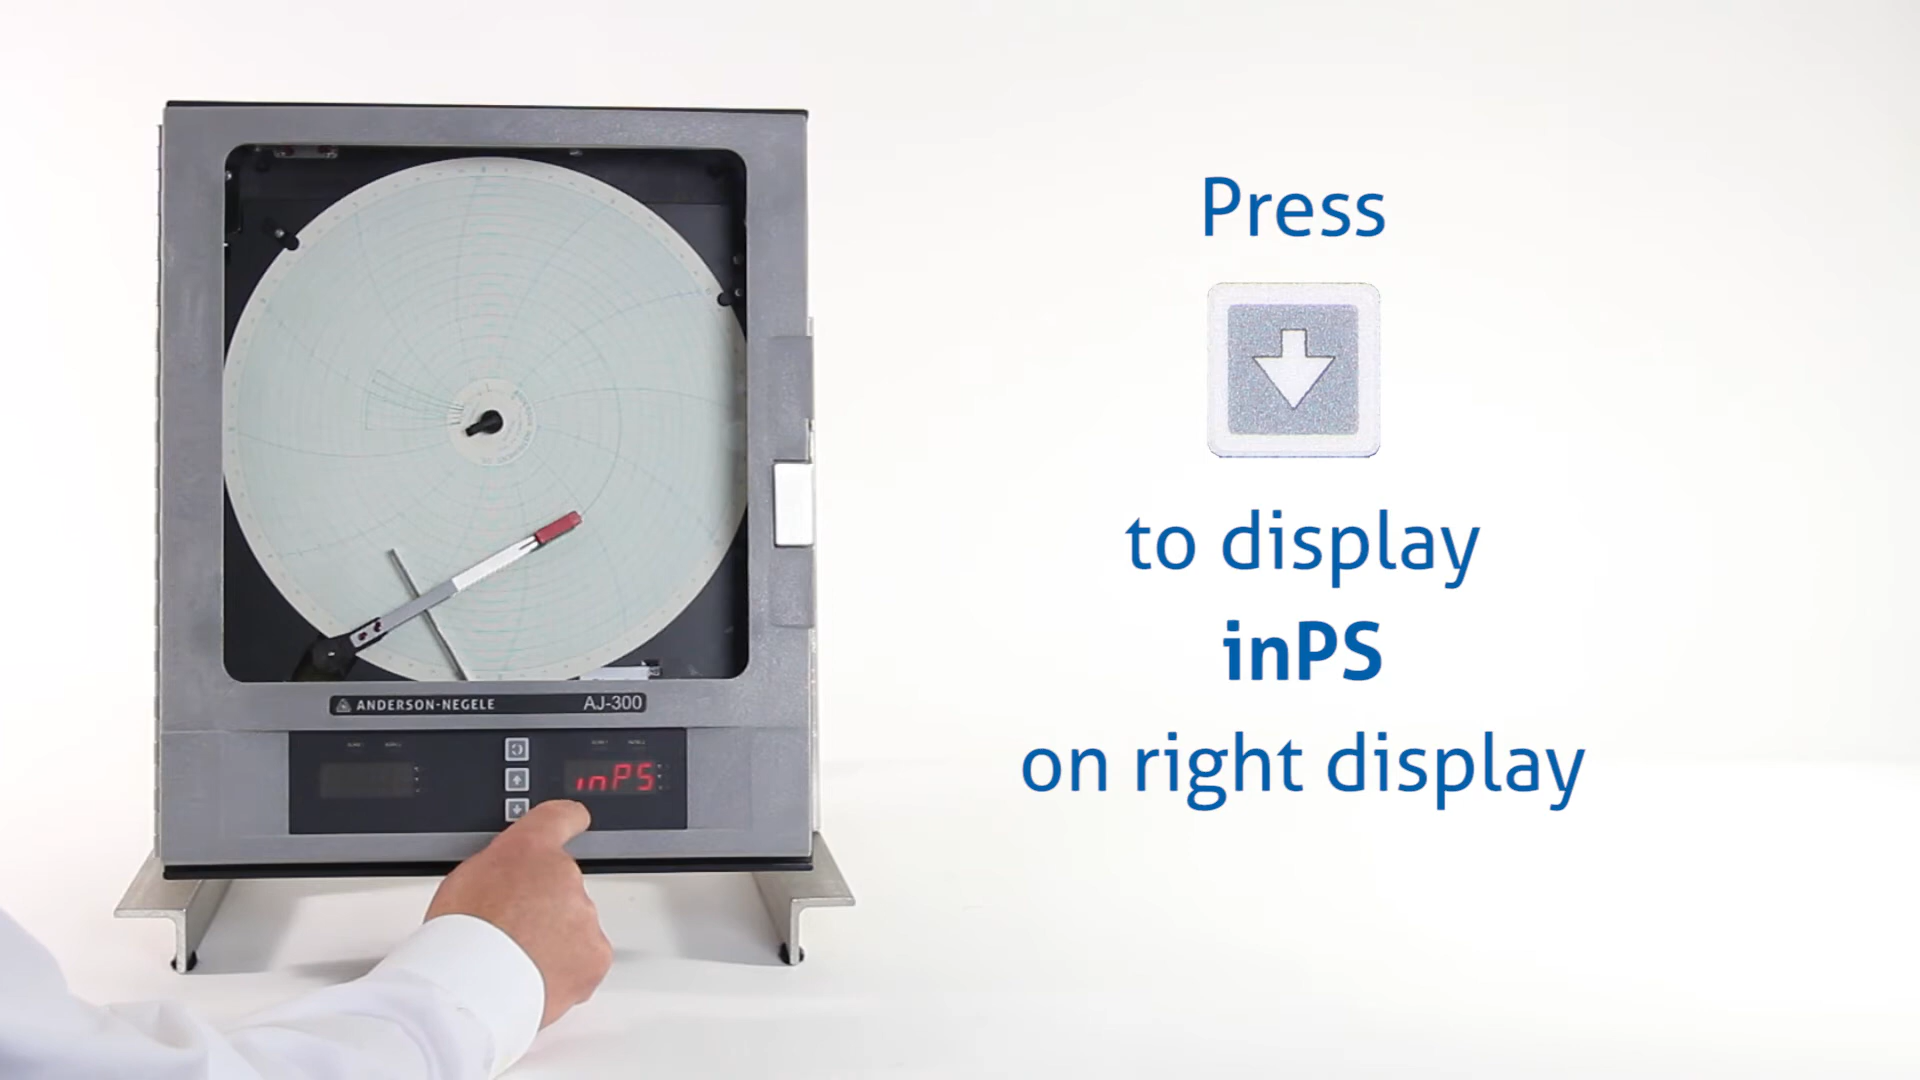 Press
to display
inPS
on right display
ANDERSON-NEGELE AJ-300
inPS